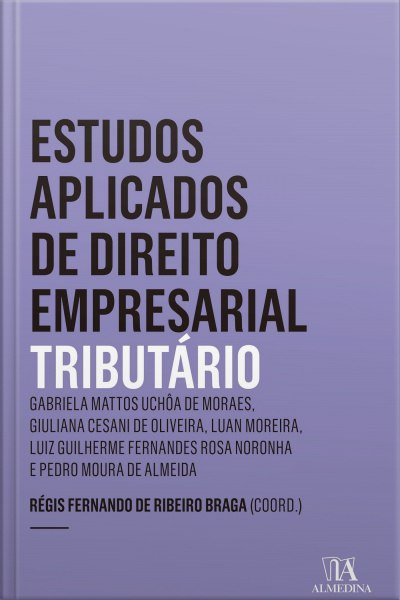 ESTUDOS
APLICADOS
DE DIREITO
EMPRESARIAL
TRIBUTÁRIO
GABRIELA MATTOS UCHÔA DE MORAES,
GIULIANA CESANI DE OLIVEIRA, LUAN MOREIRA,
LUIZ GUILHERME FERNANDES ROSA NORONHA
E PEDRO MOURA DE ALMEIDA
RÉGIS FERNANDO DE RIBEIRO BRAGA (COORD.)
ALMEDINA